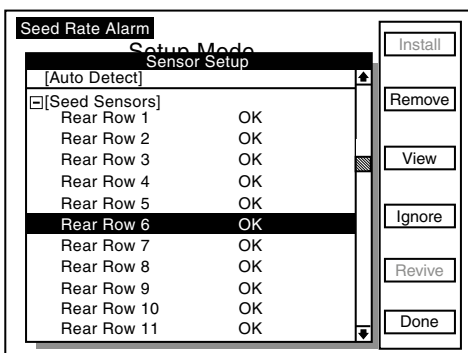 Seed Rate Alarm
Setup Mode
Sensor Setup
[Auto Detect]
[Seed Sensors]
Rear Row 1 OK
Rear Row 2 OK
Rear Row 3 OK
Rear Row 4 OK
Rear Row 5 OK
Rear Row 6 OK
Rear Row 7 OK
Rear Row 8 OK
Rear Row 9 OK
Rear Row 10 OK
Rear Row 11 OK
Install
Remove
View
Ignore
Revive
Done